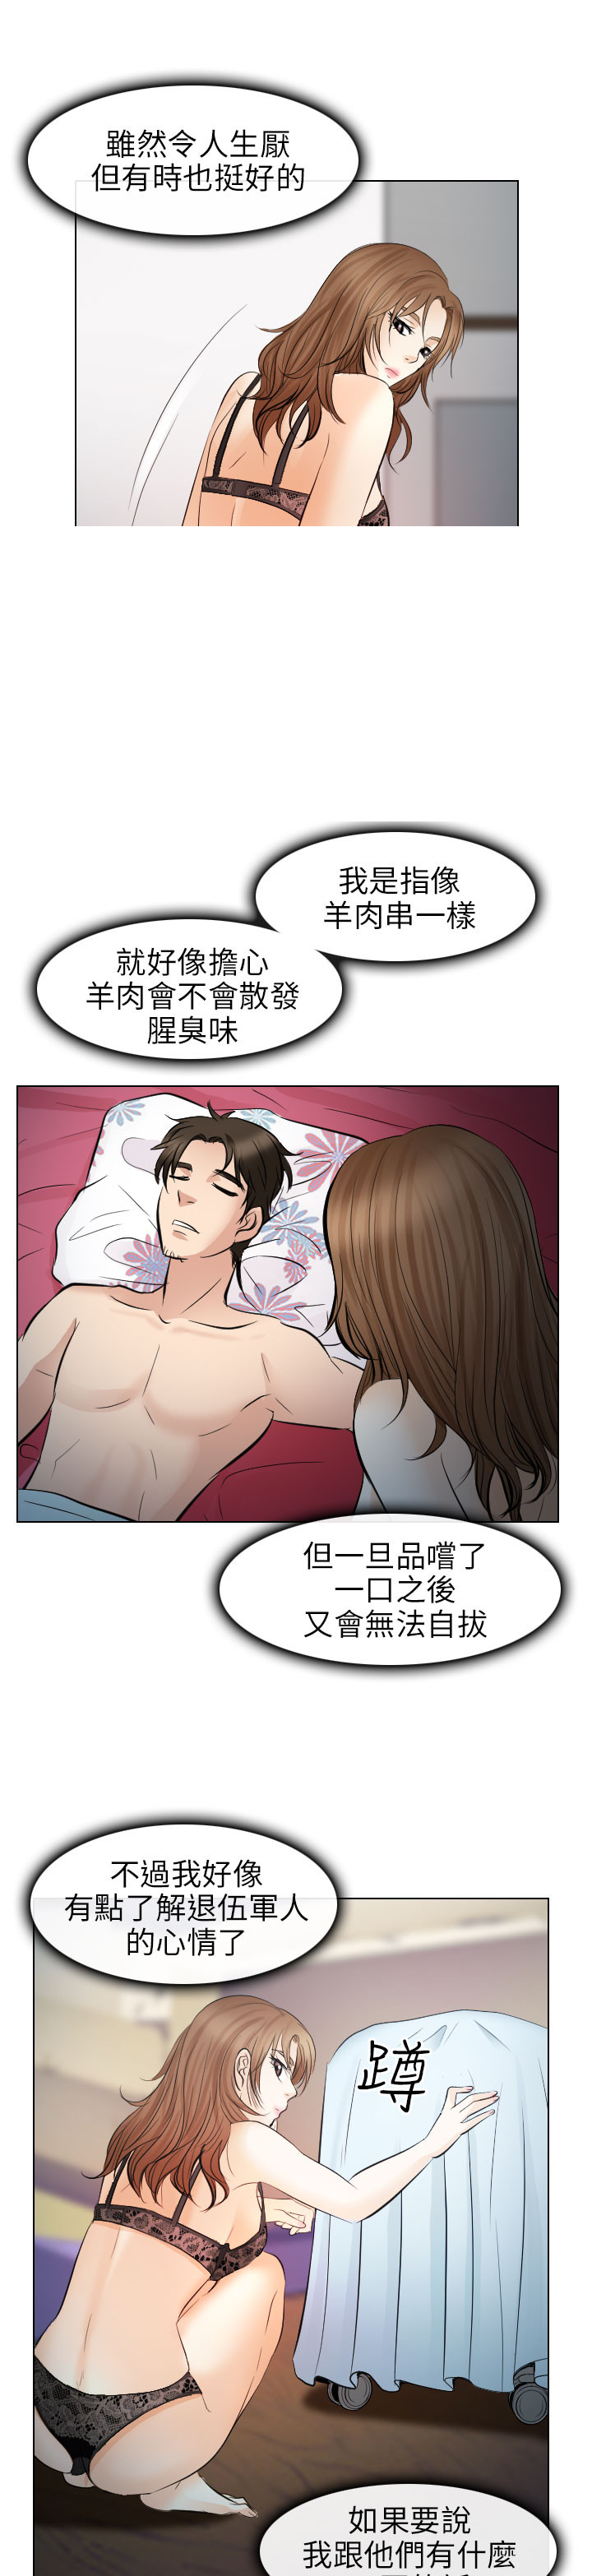 雖然令人生厭
但有時也挺好的
我是指像
羊肉串一樣
就好像擔心
羊肉會不會散發
腥臭味
但一旦品嚐了
一口之後
又會無法自拔
不過我好像
有點了解退伍軍人
的心情了
蹲
如果要說
我跟他們有什麼